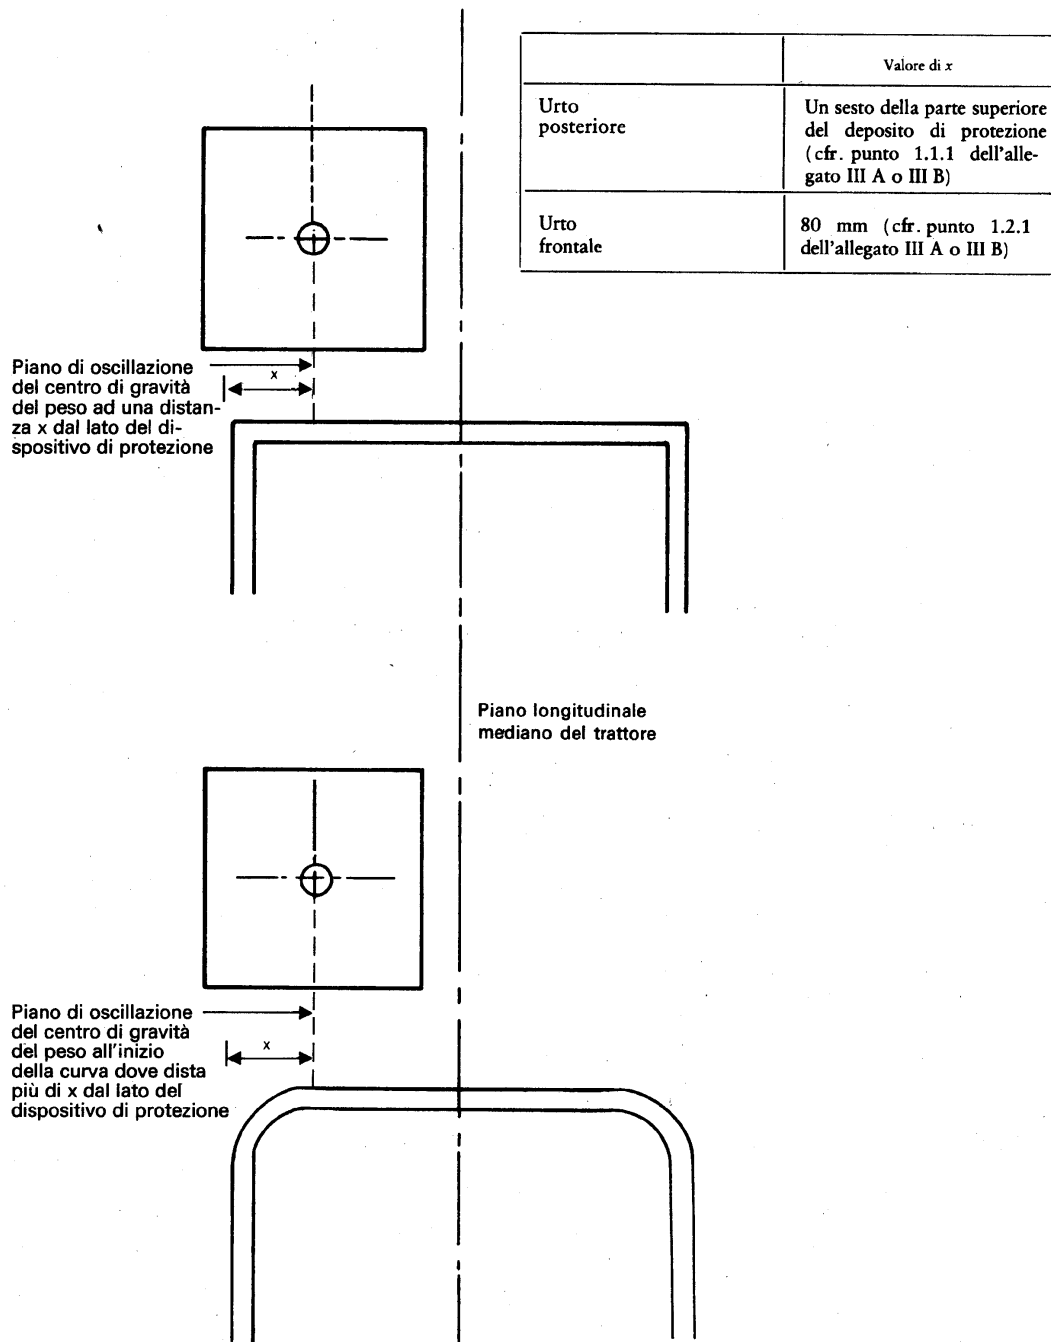 Valore di x
Urto
posteriore
Un sesto della parte superiore
del deposito di protezione
(cfr. punto 1.1.1 dell'alle-
gato III A o III B)
Urto
frontale
80 mm (cfr. punto 1.2.1
dell'allegato III A o III B)
Piano di oscillazione
del centro di gravità
del peso ad una distan-
za x dal lato del di-
spositivo di protezione
x
Piano longitudinale
mediano del trattore
Piano di oscillazione
del centro di gravità
del peso all'inizio
della curva dove dista
più di x dal lato del
dispositivo di protezione
x